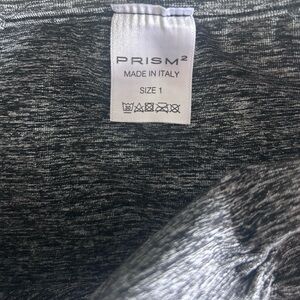 PRISM²
MADE IN ITALY
SIZE 1